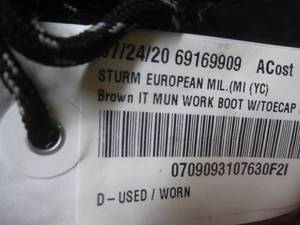 07/24/20 69169909 ACost
STURM EUROPEAN MIL.(MI (YC)
Brown IT MUN WORK BOOT W/TOECAP
0709093107630F2I
D-USED / WORN